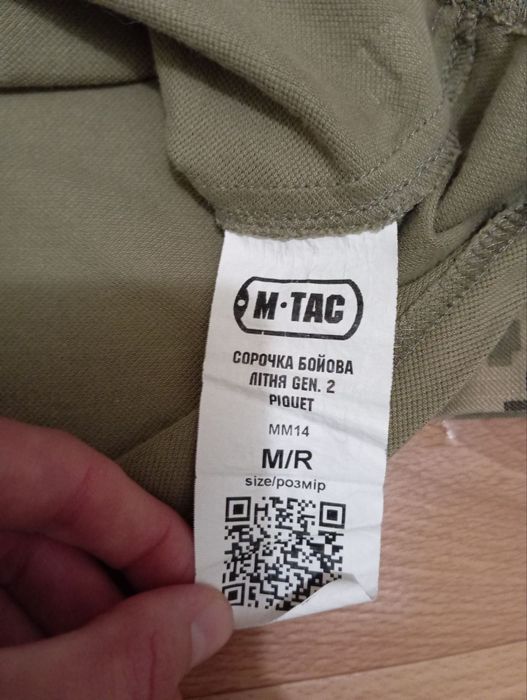 M·TAC
СОРОЧКА БОЙОВА
ЛІТНЯ GEN. 2
PIQUET
MM14
M/R
size/розмір